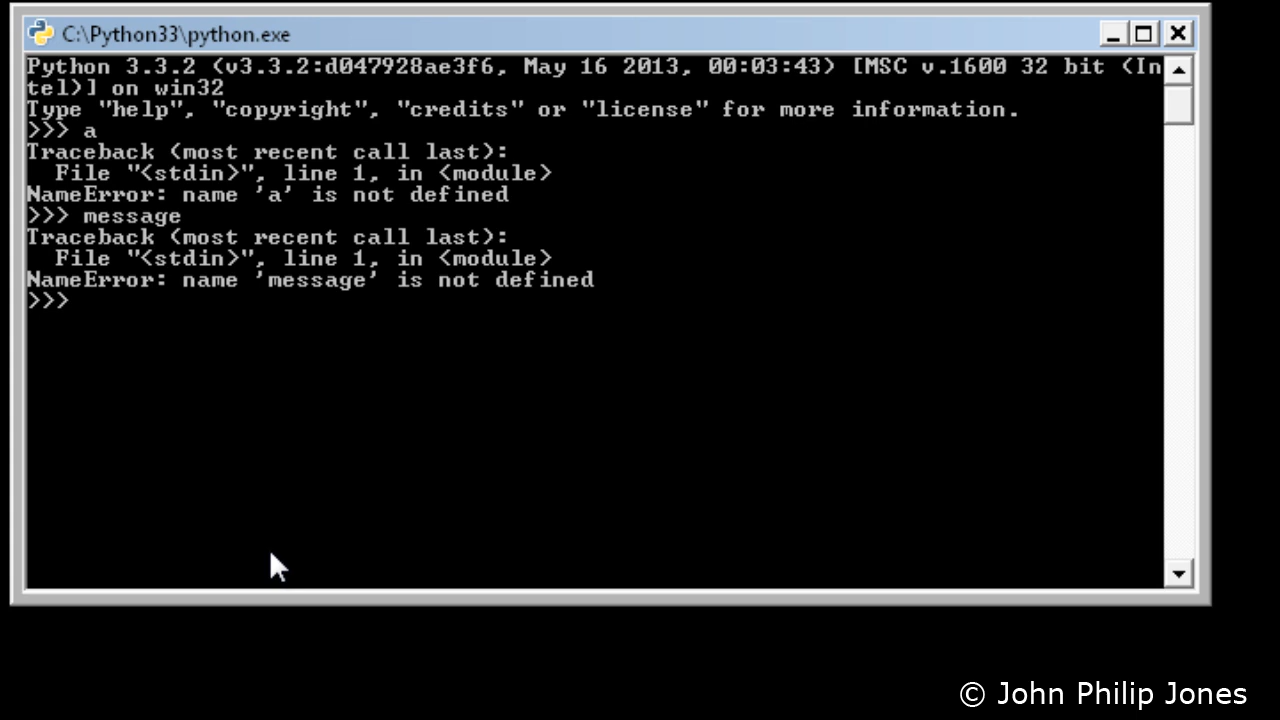 C:\Python33\python.exe
Python 3.3.2 (v3.3.2:d047928ae3f6, May 16 2013, 00:03:43) [MSC v.1600 32 bit (In
tel)] on win32
Type "help", "copyright", "credits" or "license" for more information.
>>> a
Traceback (most recent call last):
  File "<stdin>", line 1, in <module>
NameError: name 'a' is not defined
>>> message
Traceback (most recent call last):
  File "<stdin>", line 1, in <module>
NameError: name 'message' is not defined
>>>
© John Philip Jones